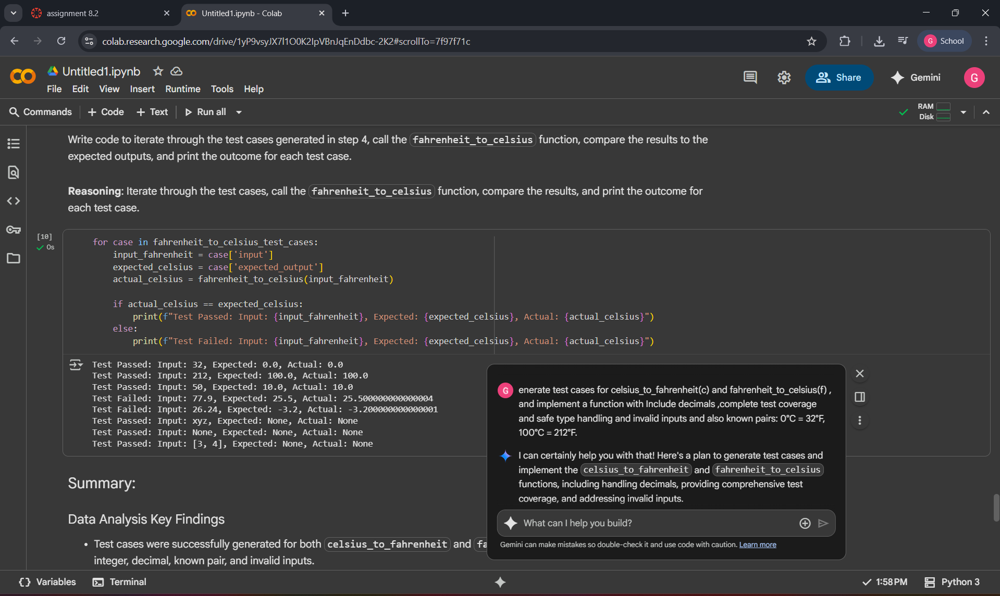 assignment 8.2
Untitled1.ipynb - Colab
colab.research.google.com/drive/1yP9vsyJX7l1O0K2IpVBnJqEnDdbc-2K2#scrollTo=7f97f71c
G School
Untitled1.ipynb
File Edit View Insert Runtime Tools Help
Share
Gemini
G
Commands
+ Code
+ Text
Run all
RAM
Disk
Write code to iterate through the test cases generated in step 4, call the fahrenheit_to_celsius function, compare the results to the
expected outputs, and print the outcome for each test case.
Reasoning: Iterate through the test cases, call the fahrenheit_to_celsius function, compare the results, and print the outcome for
each test case.
[10]
0s
for case in fahrenheit_to_celsius_test_cases:
input_fahrenheit = case['input']
expected_celsius = case['expected_output']
actual_celsius = fahrenheit_to_celsius(input_fahrenheit)
if actual_celsius == expected_celsius:
print(f"Test Passed: Input: {input_fahrenheit}, Expected: {expected_celsius}, Actual: {actual_celsius}")
else:
print(f"Test Failed: Input: {input_fahrenheit}, Expected: {expected_celsius}, Actual: {actual_celsius}")
Test Passed: Input: 32, Expected: 0.0, Actual: 0.0
Test Passed: Input: 212, Expected: 100.0, Actual: 100.0
Test Passed: Input: 50, Expected: 10.0, Actual: 10.0
Test Failed: Input: 77.9, Expected: 25.5, Actual: 25.500000000000004
Test Failed: Input: 26.24, Expected: -3.2, Actual: -3.200000000000001
Test Passed: Input: xyz, Expected: None, Actual: None
Test Passed: Input: None, Expected: None, Actual: None
Test Passed: Input: [3, 4], Expected: None, Actual: None
Summary:
Data Analysis Key Findings
• Test cases were successfully generated for both celsius_to_fahrenheit and fa
integer, decimal, known pair, and invalid inputs.
G
enerate test cases for celsius_to_fahrenheit(c) and fahrenheit_to_celsius(f) ,
and implement a function with Include decimals ,complete test coverage
and safe type handling and invalid inputs and also known pairs: 0°C = 32°F,
100°C = 212°F.
I can certainly help you with that! Here's a plan to generate test cases and
implement the celsius_to_fahrenheit and fahrenheit_to_celsius
functions, including handling decimals, providing comprehensive test
coverage, and addressing invalid inputs.
What can I help you build?
Gemini can make mistakes so double-check it and use code with caution. Learn more
Variables
Terminal
1:58 PM
Python 3